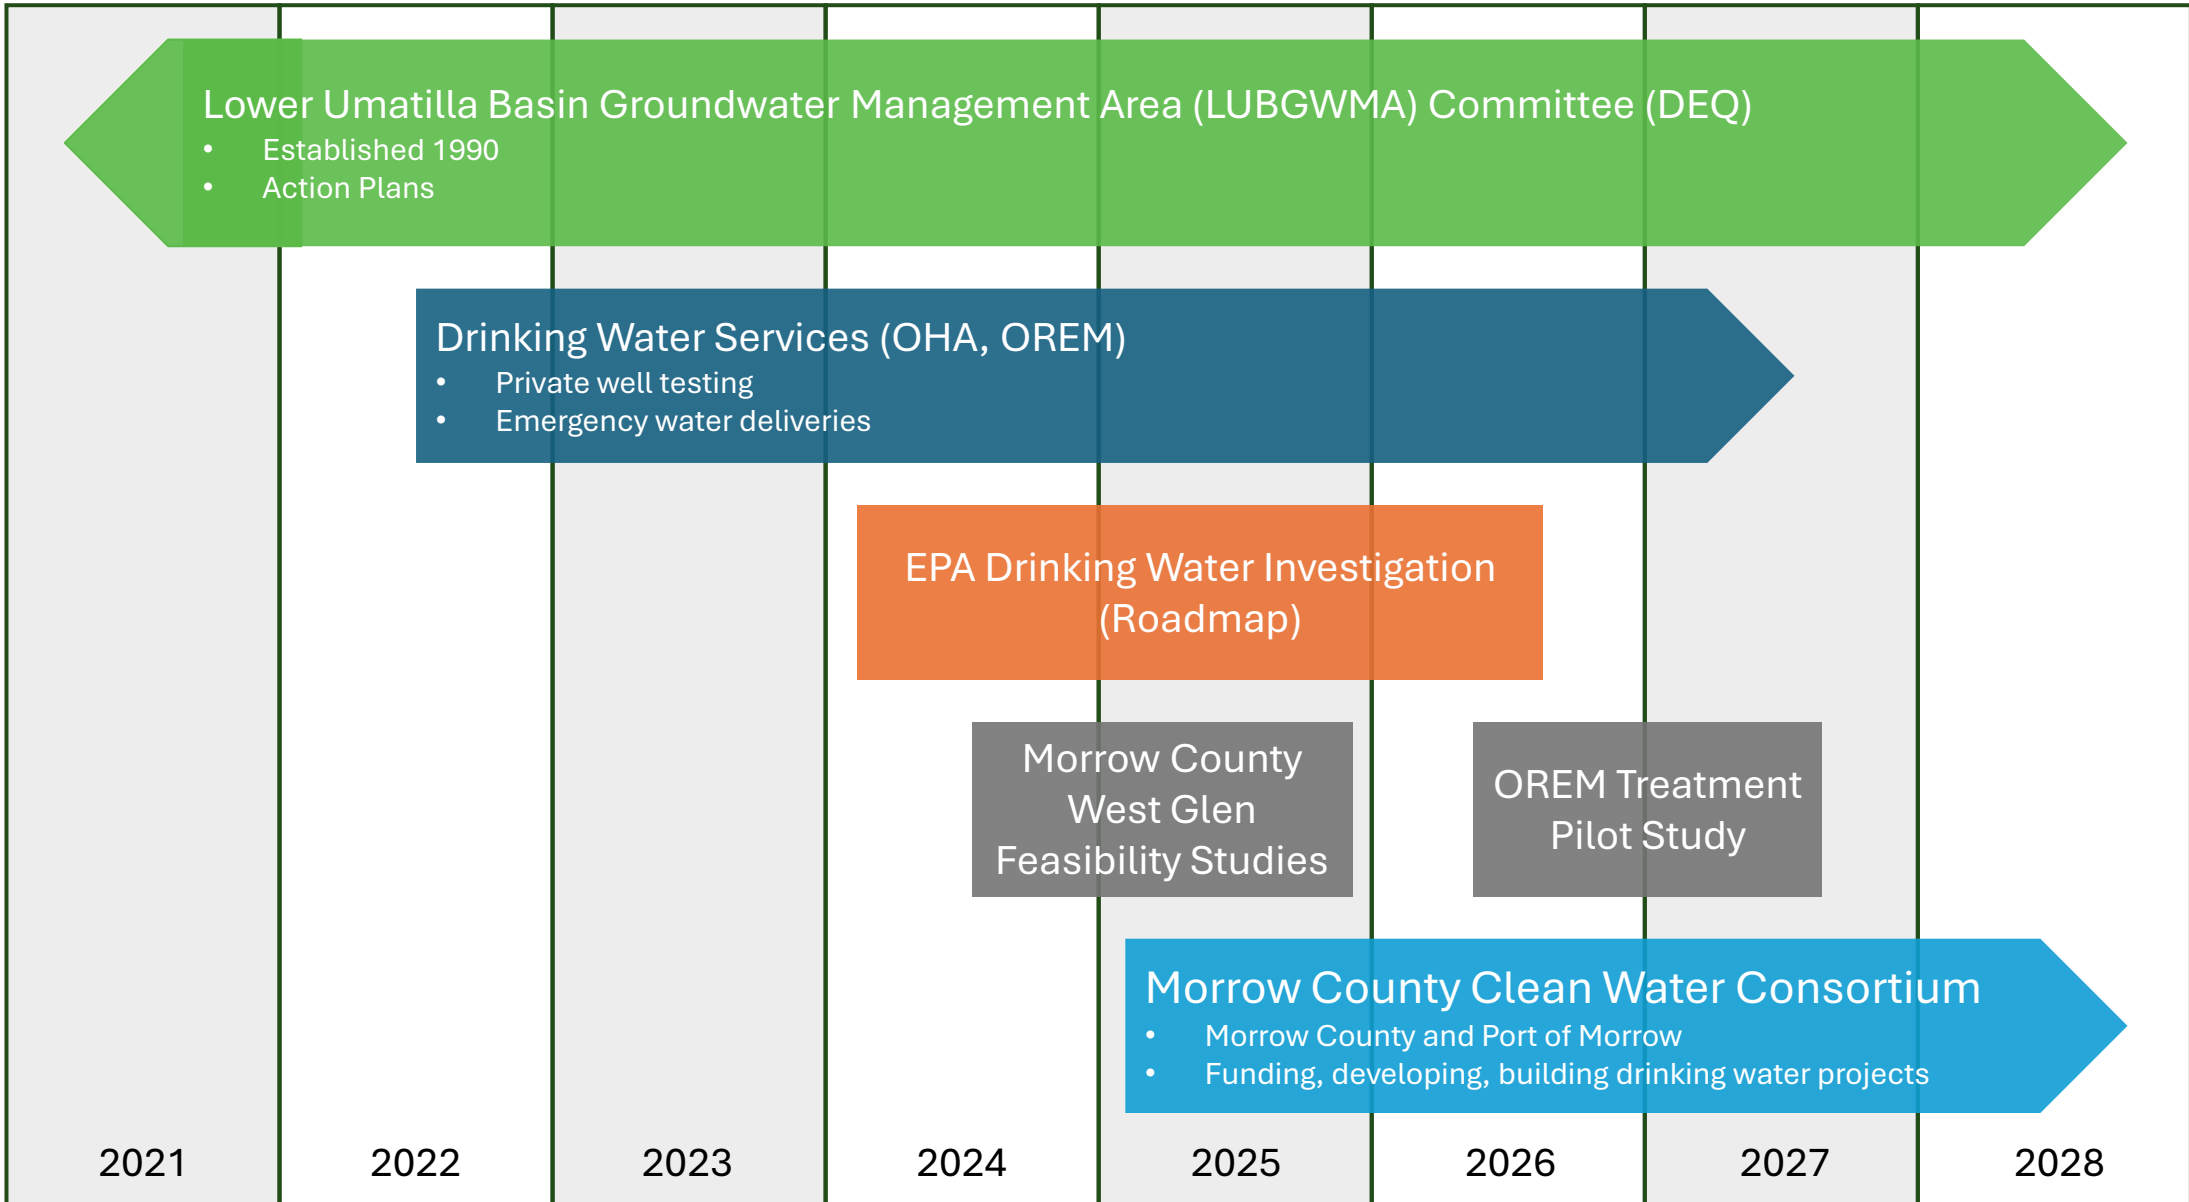 Lower Umatilla Basin Groundwater Management Area (LUBGWMA) Committee (DEQ)
• Established 1990
• Action Plans
Drinking Water Services (OHA, OREM)
• Private well testing
• Emergency water deliveries
EPA Drinking Water Investigation
(Roadmap)
Morrow County
West Glen
Feasibility Studies
OREM Treatment
Pilot Study
Morrow County Clean Water Consortium
• Morrow County and Port of Morrow
• Funding, developing, building drinking water projects
2021 2022 2023 2024 2025 2026 2027 2028